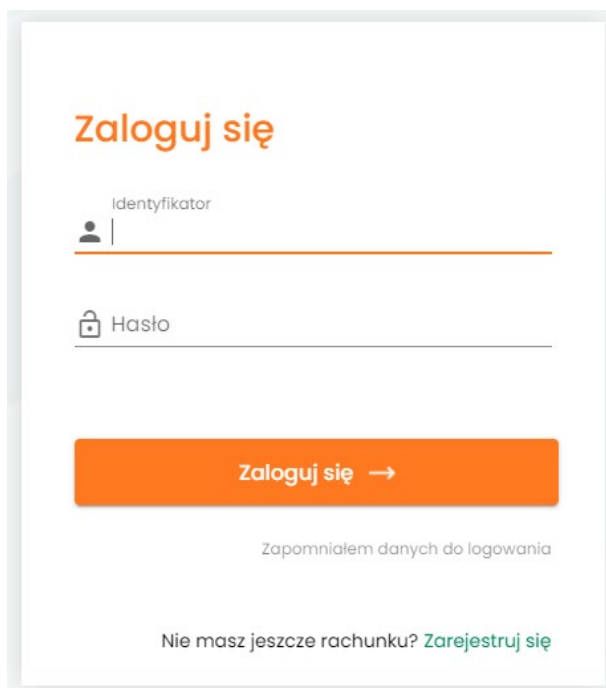 Zaloguj się
Identyfikator
Hasło
Zaloguj się →
Zapomniałem danych do logowania
Nie masz jeszcze rachunku? Zarejestruj się